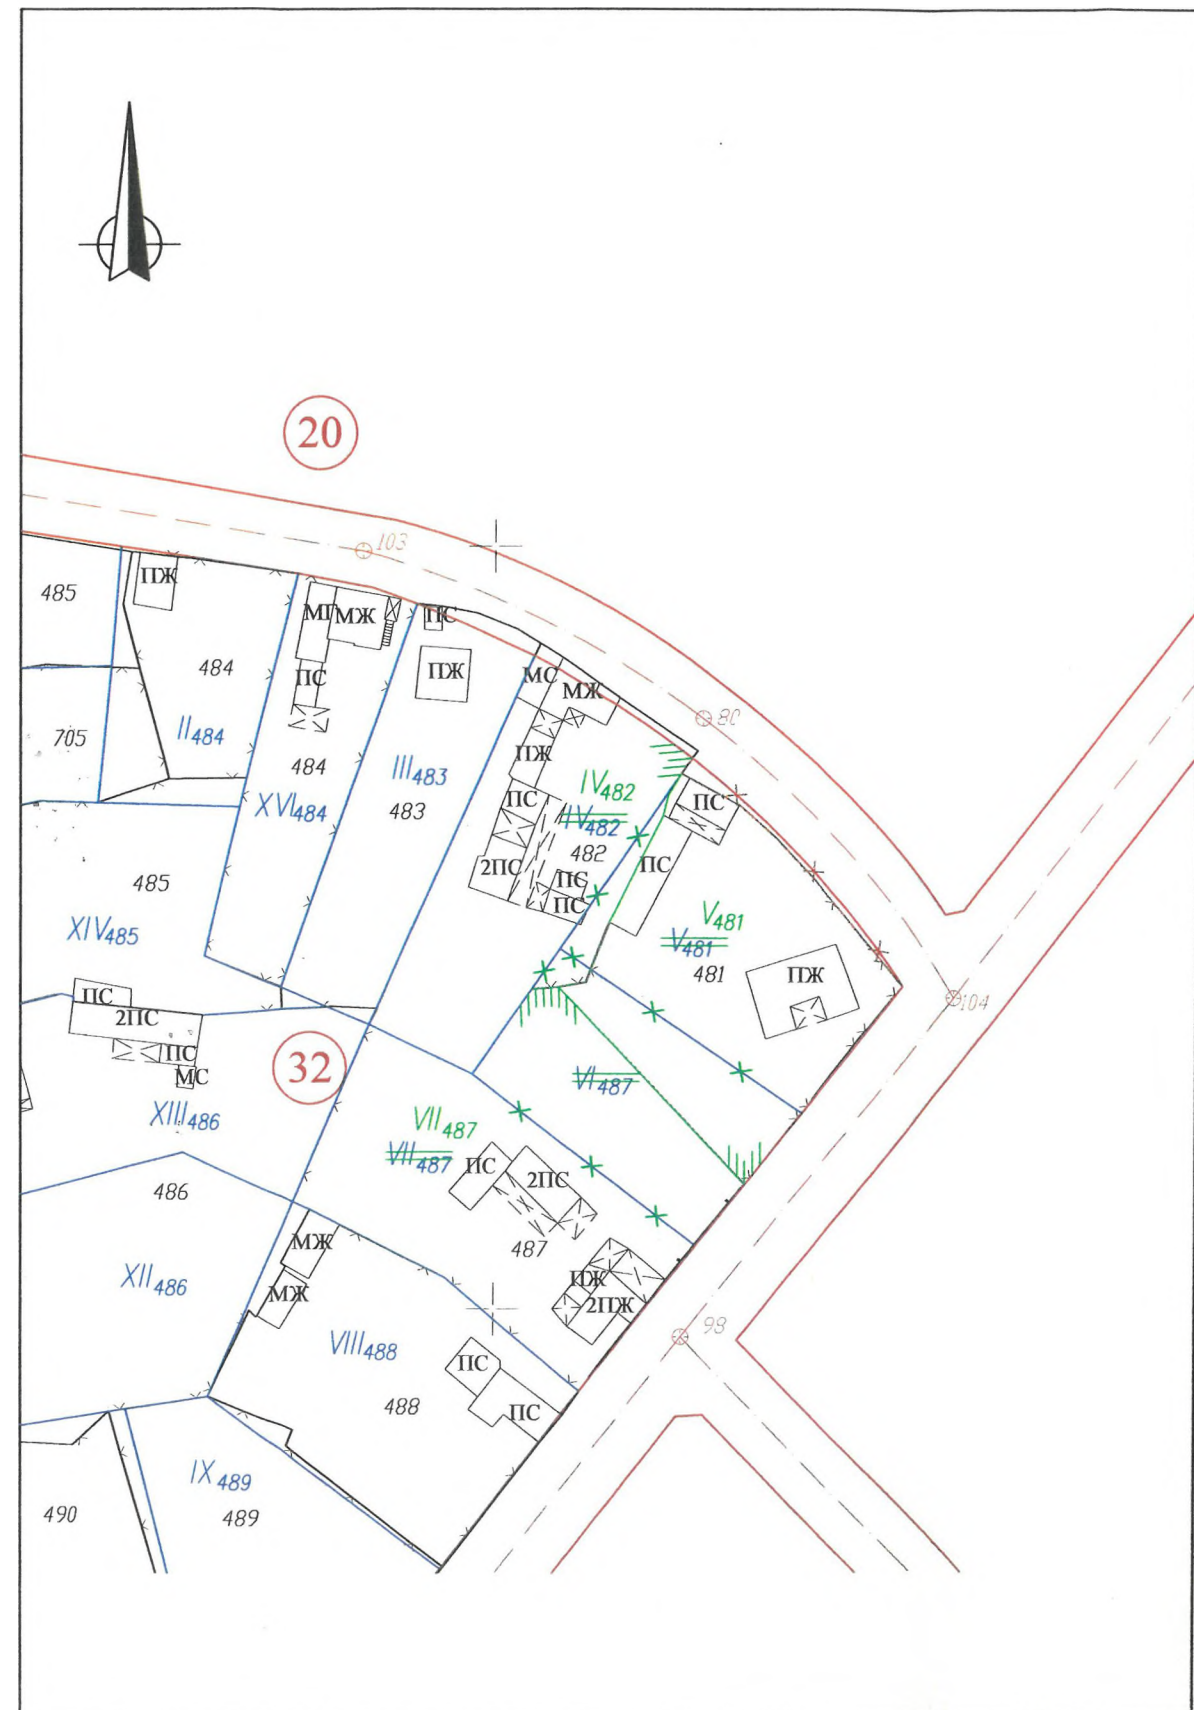 20
103
ПЖ
485
МГ
МЖ
ПС
80
484
ПЖ
МС
МЖ
ПС
705
II484
ПЖ
484
III483
IV482
ПС
ПС
XVI484
483
IV482
482
ПС
2ПС
485
ПС
ПС
V481
XIV485
V481
481
ПЖ
ПС
104
2ПС
ПС
32
МС
VI487
XIII486
VII487
VII487
ПС
2ПС
486
487
МЖ
XII486
ПЖ
МЖ
2ПЖ
98
VIII488
ПС
488
ПС
IX489
490
489